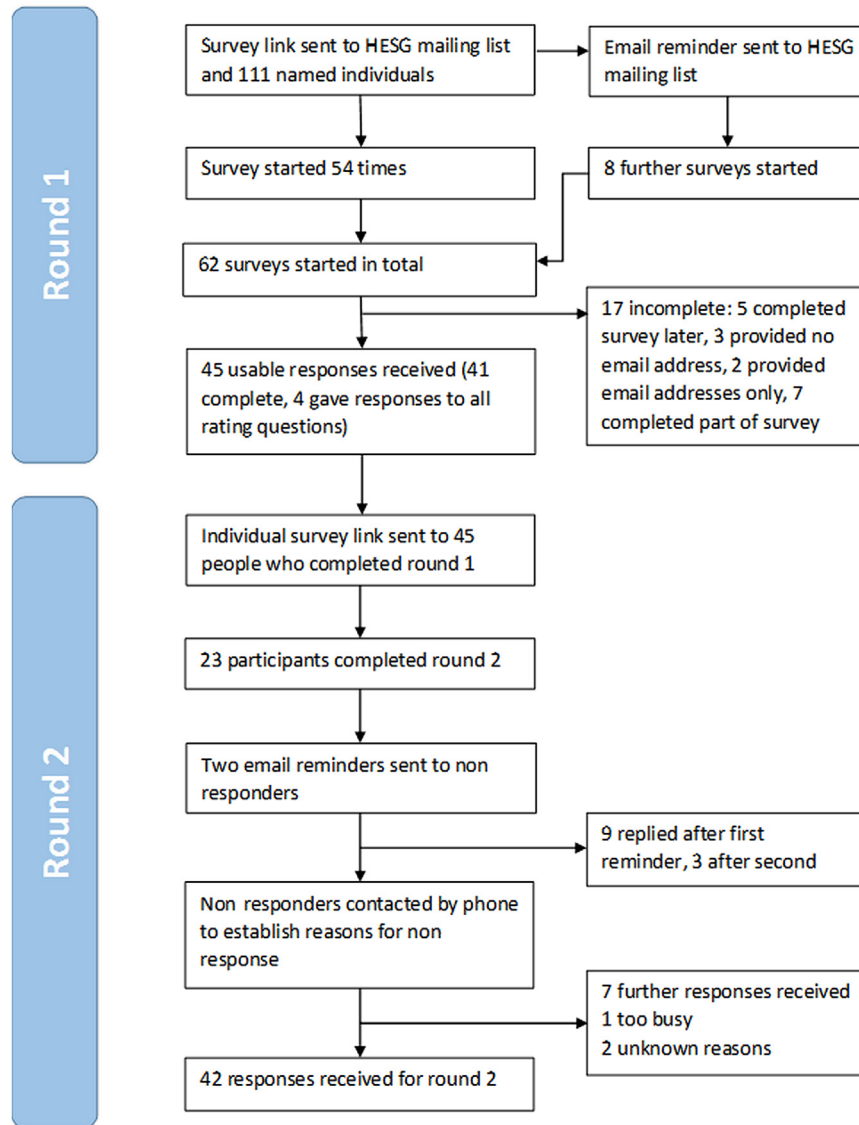 Round 1
Survey link sent to HESG mailing list
and 111 named individuals
Email reminder sent to HESG
mailing list
Survey started 54 times
8 further surveys started
62 surveys started in total
17 incomplete: 5 completed
survey later, 3 provided no
email address, 2 provided
email addresses only, 7
completed part of survey
45 usable responses received (41
complete, 4 gave responses to all
rating questions)
Round 2
Individual survey link sent to 45
people who completed round 1
23 participants completed round 2
Two email reminders sent to non
responders
9 replied after first
reminder, 3 after second
Non responders contacted by phone
to establish reasons for non
response
7 further responses received
1 too busy
2 unknown reasons
42 responses received for round 2